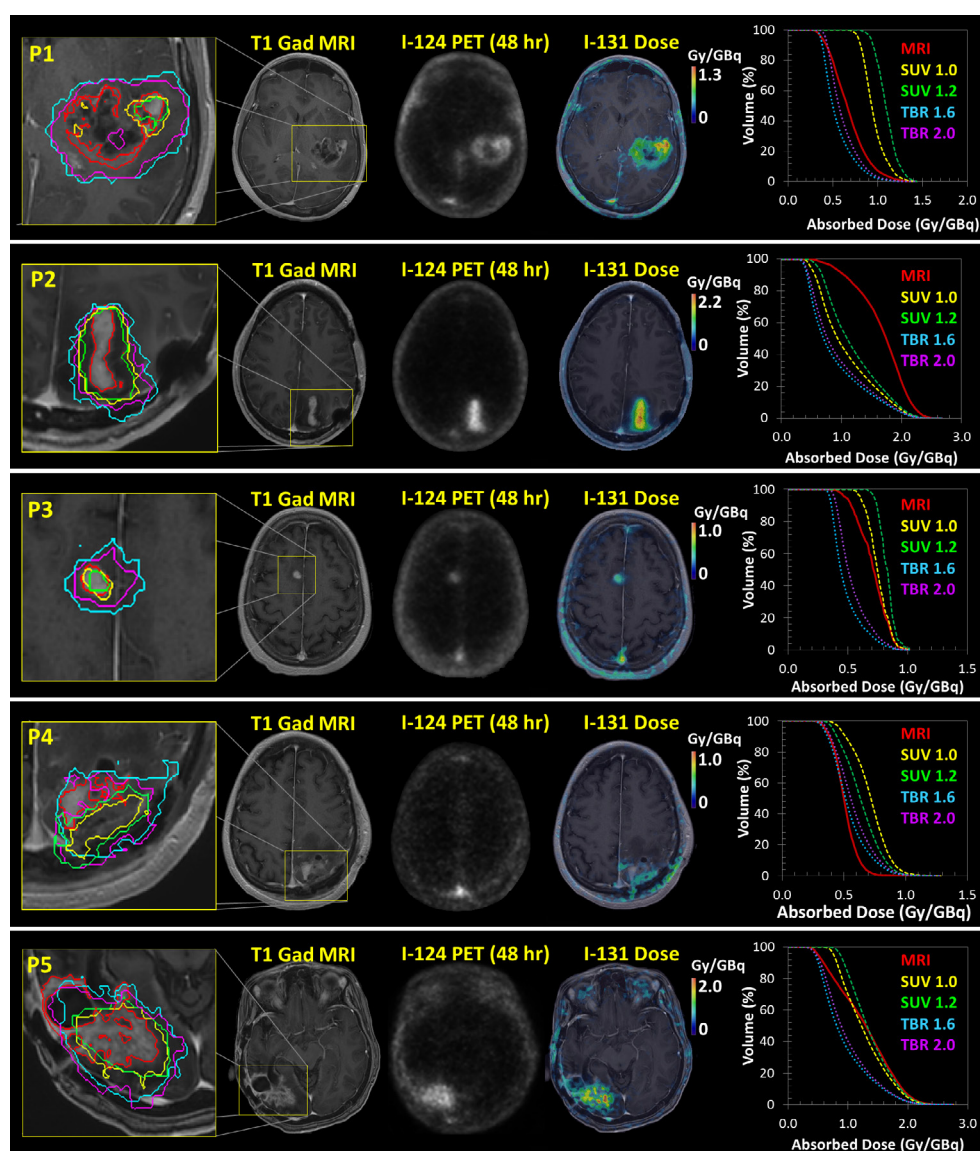 P1
T1 Gad MRI
I-124 PET (48 hr)
I-131 Dose
Gy/GBq
1.3
0
Volume (%)
100
80
60
40
20
0
0.0 0.5 1.0 1.5 2.0
Absorbed Dose (Gy/GBq)
MRI
SUV 1.0
SUV 1.2
TBR 1.6
TBR 2.0
P2
T1 Gad MRI
I-124 PET (48 hr)
I-131 Dose
Gy/GBq
2.2
0
Volume (%)
100
80
60
40
20
0
0.0 1.0 2.0 3.0
Absorbed Dose (Gy/GBq)
MRI
SUV 1.0
SUV 1.2
TBR 1.6
TBR 2.0
P3
T1 Gad MRI
I-124 PET (48 hr)
I-131 Dose
Gy/GBq
1.0
0
Volume (%)
100
80
60
40
20
0
0.0 0.5 1.0 1.5
Absorbed Dose (Gy/GBq)
MRI
SUV 1.0
SUV 1.2
TBR 1.6
TBR 2.0
P4
T1 Gad MRI
I-124 PET (48 hr)
I-131 Dose
Gy/GBq
1.0
0
Volume (%)
100
80
60
40
20
0
0.0 0.5 1.0 1.5
Absorbed Dose (Gy/GBq)
MRI
SUV 1.0
SUV 1.2
TBR 1.6
TBR 2.0
P5
T1 Gad MRI
I-124 PET (48 hr)
I-131 Dose
Gy/GBq
2.0
0
Volume (%)
100
80
60
40
20
0
0.0 1.0 2.0 3.0
Absorbed Dose (Gy/GBq)
MRI
SUV 1.0
SUV 1.2
TBR 1.6
TBR 2.0